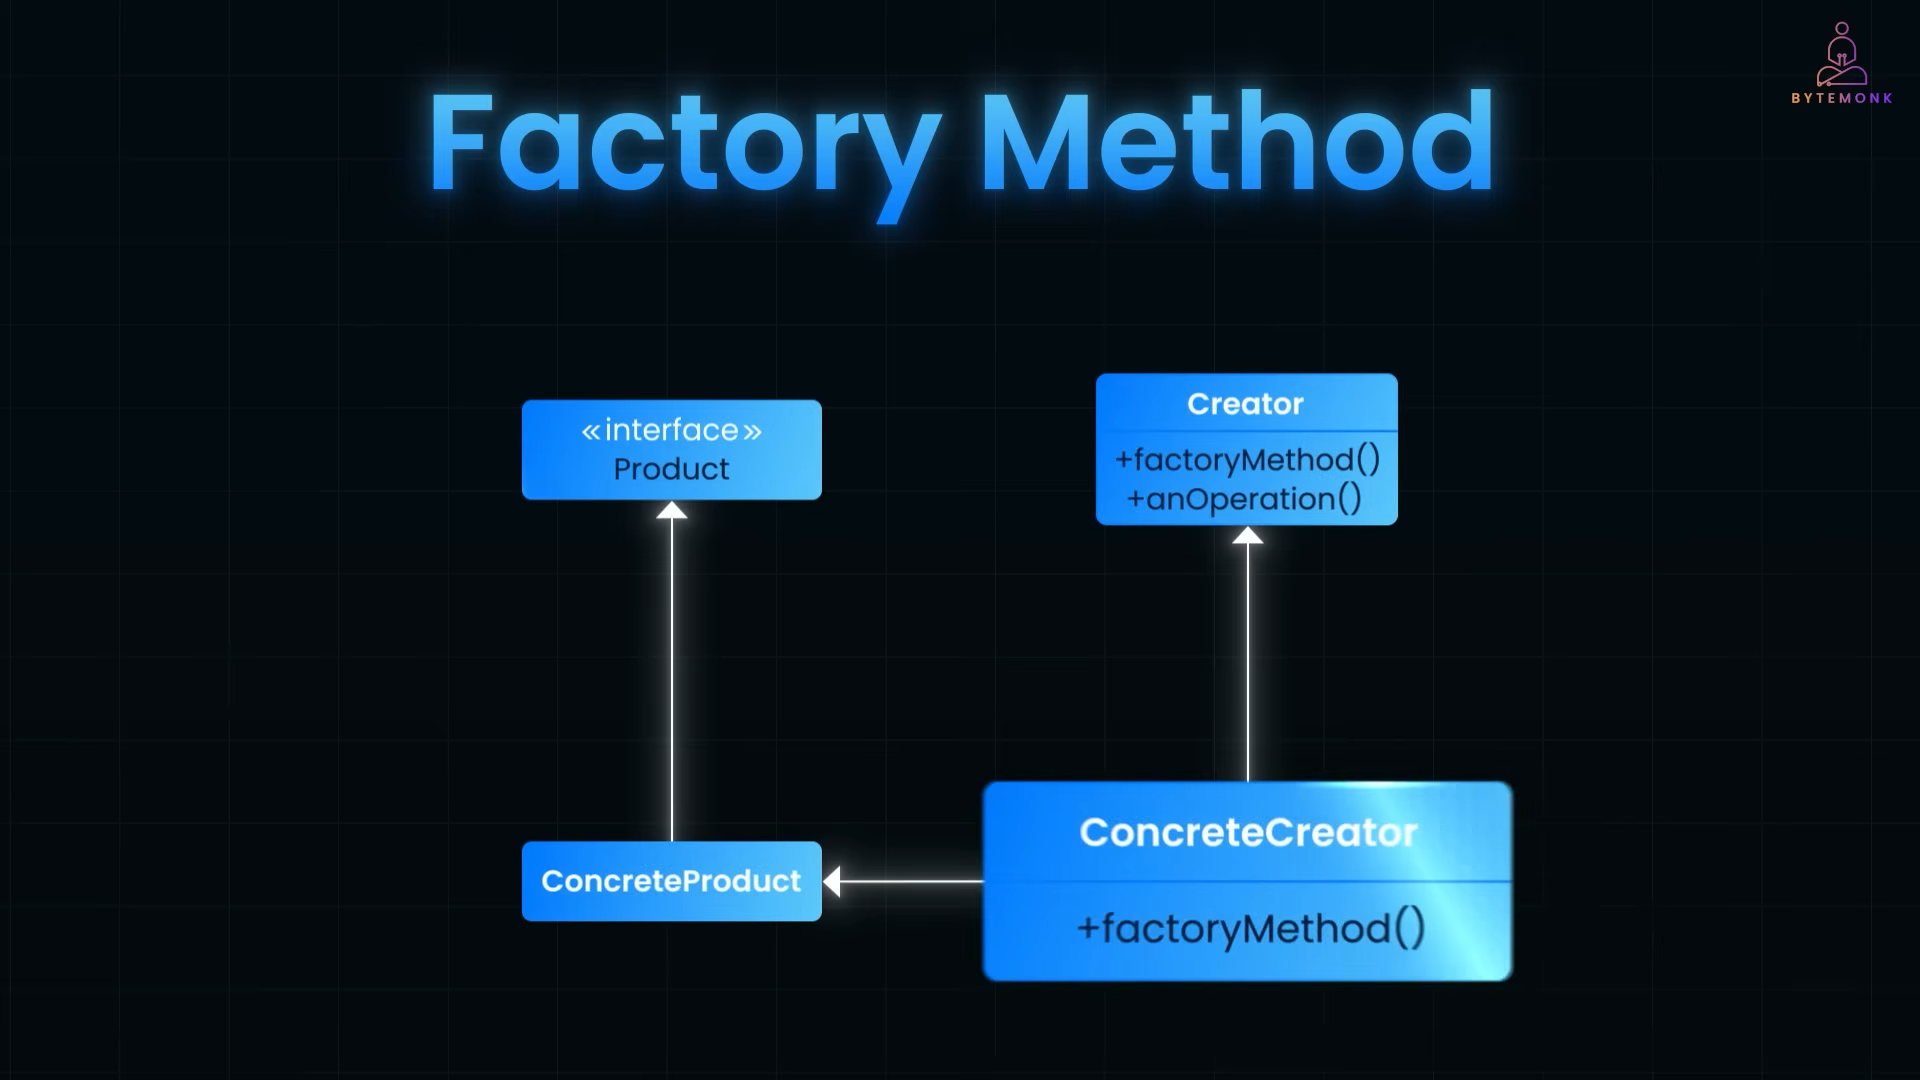 Factory Method
BYTEMONK
«interface»
Product
Creator
+factoryMethod()
+anOperation()
ConcreteProduct
ConcreteCreator
+factoryMethod()